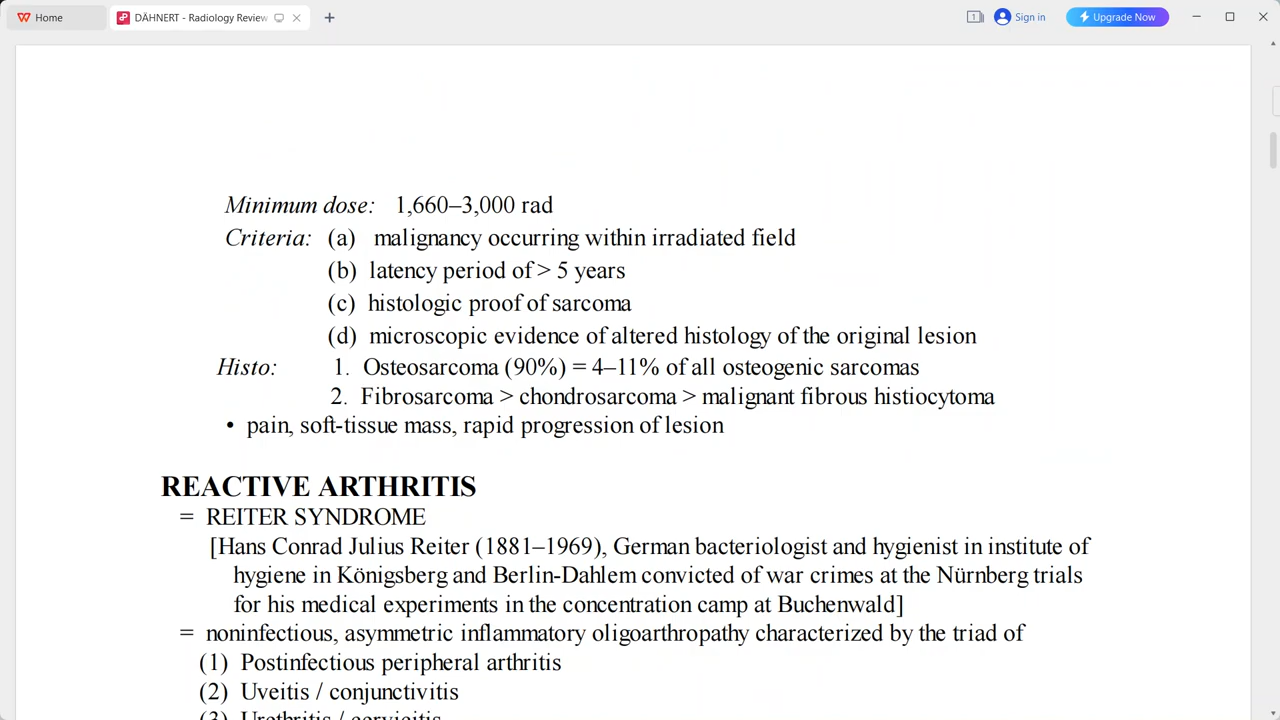 Home
DÄHNERT - Radiology Review
1
Sign in
Upgrade Now
Minimum dose: 1,660–3,000 rad
Criteria: (a) malignancy occurring within irradiated field
(b) latency period of > 5 years
(c) histologic proof of sarcoma
(d) microscopic evidence of altered histology of the original lesion
Histo: 1. Osteosarcoma (90%) = 4–11% of all osteogenic sarcomas
2. Fibrosarcoma > chondrosarcoma > malignant fibrous histiocytoma
• pain, soft-tissue mass, rapid progression of lesion
REACTIVE ARTHRITIS
= REITER SYNDROME
[Hans Conrad Julius Reiter (1881–1969), German bacteriologist and hygienist in institute of
hygiene in Königsberg and Berlin-Dahlem convicted of war crimes at the Nürnberg trials
for his medical experiments in the concentration camp at Buchenwald]
= noninfectious, asymmetric inflammatory oligoarthropathy characterized by the triad of
(1) Postinfectious peripheral arthritis
(2) Uveitis / conjunctivitis
(3) Urethritis / cervicitis